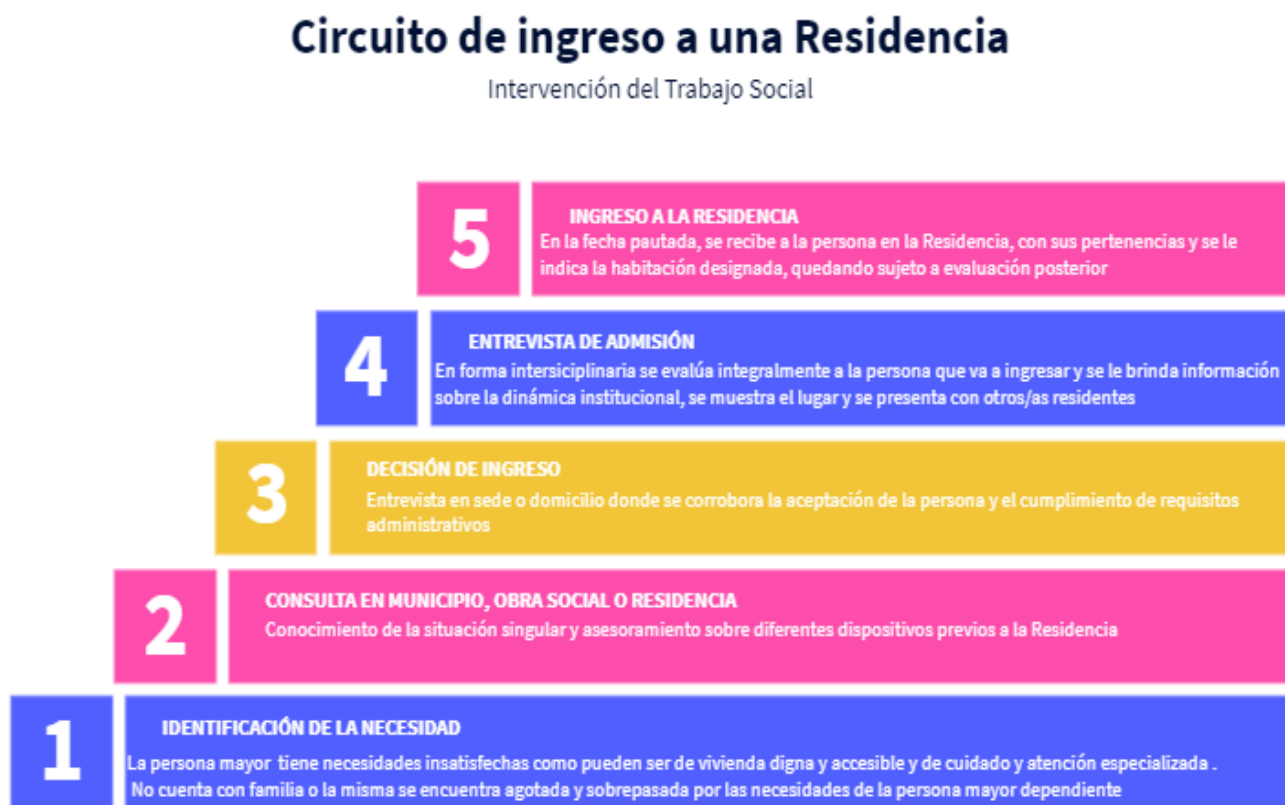 Circuito de ingreso a una Residencia
Intervención del Trabajo Social
5
INGRESO A LA RESIDENCIA
En la fecha pautada, se recibe a la persona en la Residencia, con sus pertenencias y se le
indica la habitación designada, quedando sujeto a evaluación posterior
4
ENTREVISTA DE ADMISIÓN
En forma intersiciplinaria se evalúa integralmente a la persona que va a ingresar y se le brinda información
sobre la dinámica institucional, se muestra el lugar y se presenta con otros/as residentes
3
DECISIÓN DE INGRESO
Entrevista en sede o domicilio donde se corrobora la aceptación de la persona y el cumplimiento de requisitos
administrativos
2
CONSULTA EN MUNICIPIO, OBRA SOCIAL O RESIDENCIA
Conocimiento de la situación singular y asesoramiento sobre diferentes dispositivos previos a la Residencia
1
IDENTIFICACIÓN DE LA NECESIDAD
La persona mayor tiene necesidades insatisfechas como pueden ser de vivienda digna y accesible y de cuidado y atención especializada .
No cuenta con familia o la misma se encuentra agotada y sobrepasada por las necesidades de la persona mayor dependiente